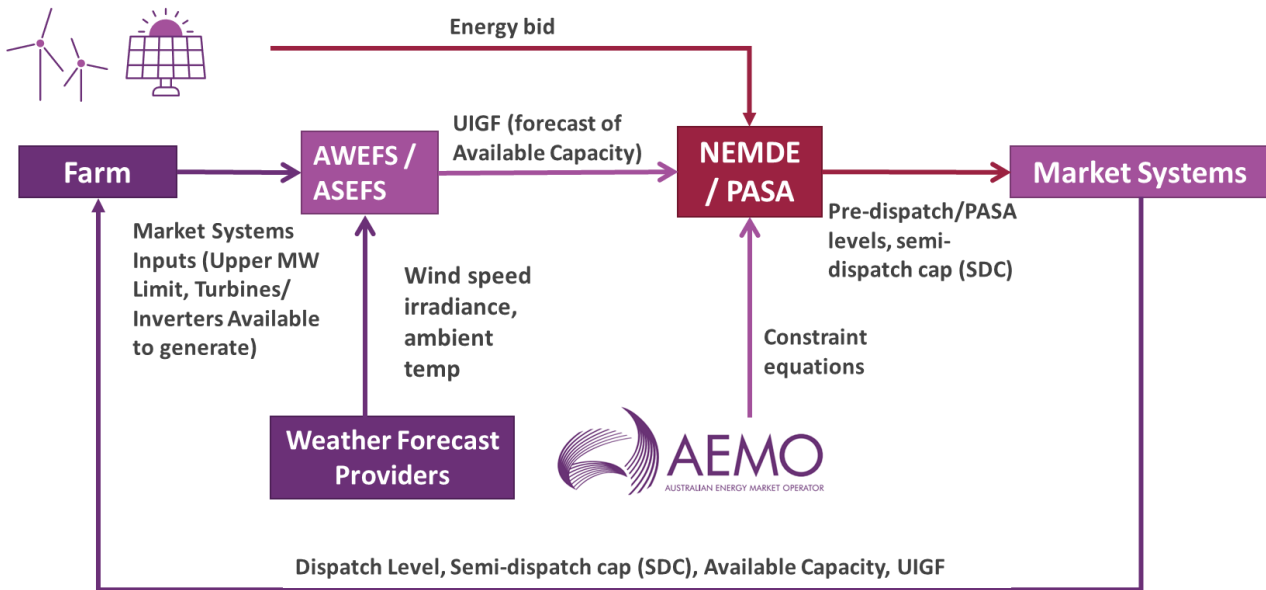 Energy bid
UIGF (forecast of
Available Capacity)
Farm
AWEFS /
ASEFS
NEMDE
/ PASA
Market Systems
Market Systems
Inputs (Upper MW
Limit, Turbines/
Inverters Available
to generate)
Wind speed
irradiance,
ambient
temp
Pre-dispatch/PASA
levels, semi-
dispatch cap (SDC)
Constraint
equations
Weather Forecast
Providers
AEMO
AUSTRALIAN ENERGY MARKET OPERATOR
Dispatch Level, Semi-dispatch cap (SDC), Available Capacity, UIGF